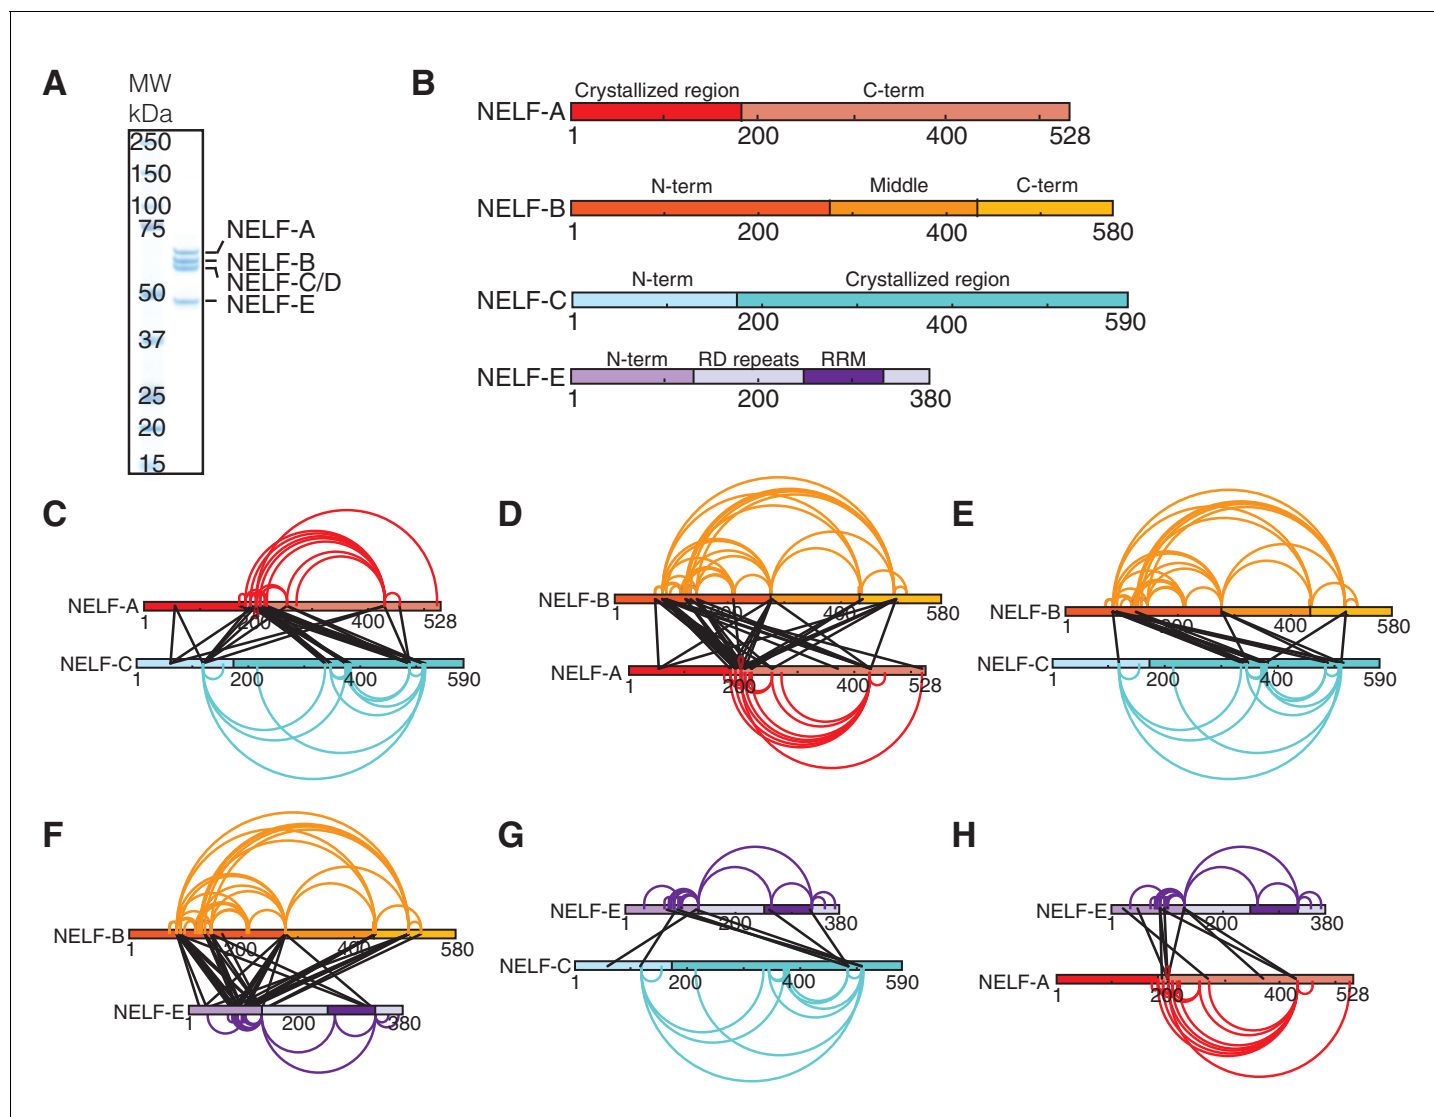 A
MW
kDa
250
150
100
75
50
37
25
20
15
NELF-A
NELF-B
NELF-C/D
NELF-E
B
Crystallized region C-term
NELF-A
1 200 400 528
N-term Middle C-term
NELF-B
1 200 400 580
N-term Crystallized region
NELF-C
1 200 400 590
N-term RD repeats RRM
NELF-E
1 200 380
C
NELF-A
1 200 400 528
NELF-C
1 200 400 590
D
NELF-B
1 200 400 580
NELF-A
1 200 400 528
E
NELF-B
1 200 400 580
NELF-C
1 200 400 590
F
NELF-B
1 200 400 580
NELF-E
1 200 380
G
NELF-E
1 200 380
NELF-C
1 200 400 590
H
NELF-E
1 200 380
NELF-A
1 200 400 528